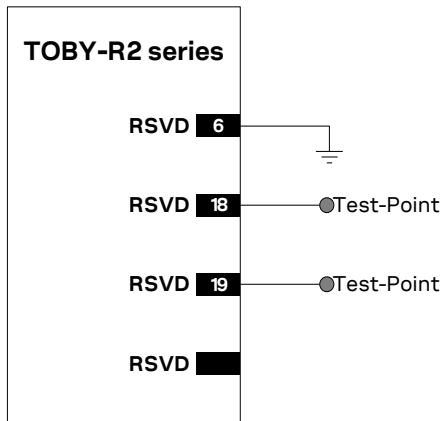 TOBY-R2 series
RSVD 6
RSVD 18 Test-Point
RSVD 19 Test-Point
RSVD